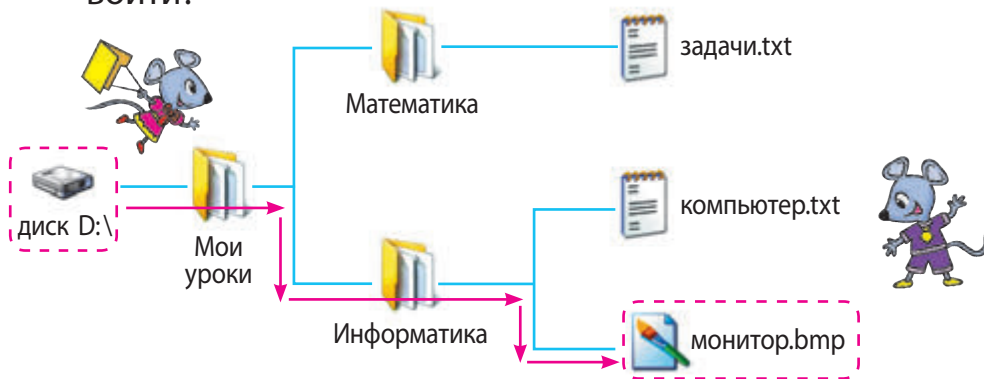 войти?
задачи.txt
Математика
диск D:\
Мои
уроки
компьютер.txt
Информатика
монитор.bmp